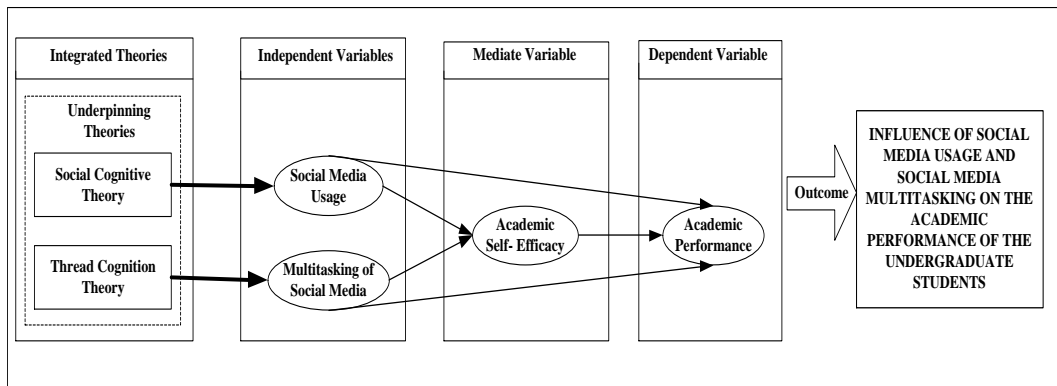 Integrated Theories
Independent Variables
Mediate Variable
Dependent Variable
Underpinning
Theories
Social Cognitive
Theory
Thread Cognition
Theory
Social Media
Usage
Multitasking of
Social Media
Academic
Self- Efficacy
Academic
Performance
Outcome
INFLUENCE OF SOCIAL
MEDIA USAGE AND
SOCIAL MEDIA
MULTITASKING ON THE
ACADEMIC
PERFORMANCE OF THE
UNDERGRADUATE
STUDENTS